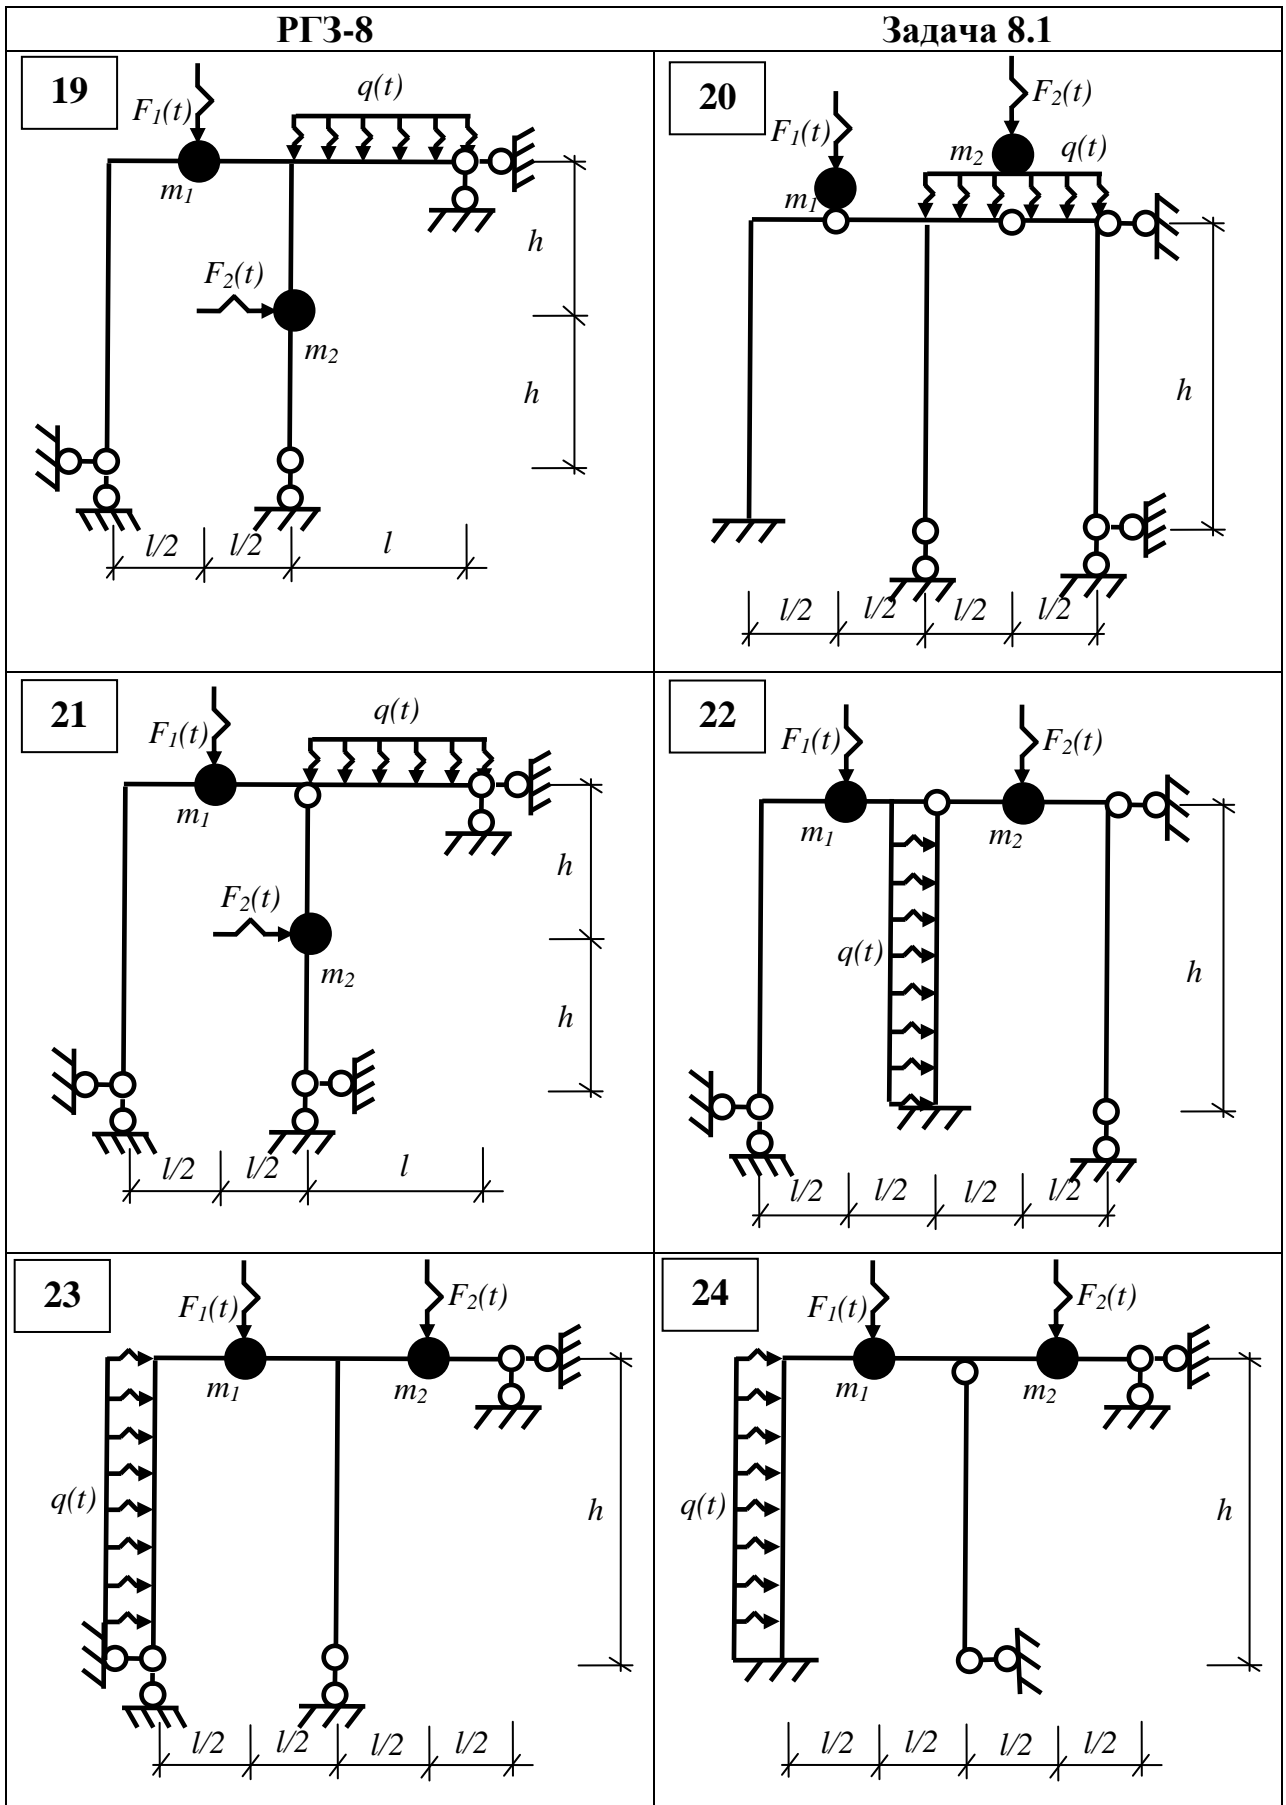 РГЗ-8 Задача 8.1
19
F1(t)
q(t)
m1
h
F2(t)
m2
h
l/2 l/2 l
20
F2(t)
F1(t)
m2 q(t)
m1
h
l/2 l/2 l/2 l/2
21
q(t)
F1(t)
m1
h
F2(t)
m2
h
l/2 l/2 l
22
F1(t) F2(t)
m1 m2
q(t)
h
l/2 l/2 l/2 l/2
23
F1(t) F2(t)
m1 m2
q(t)
h
l/2 l/2 l/2 l/2
24
F1(t) F2(t)
m1 m2
q(t)
h
l/2 l/2 l/2 l/2